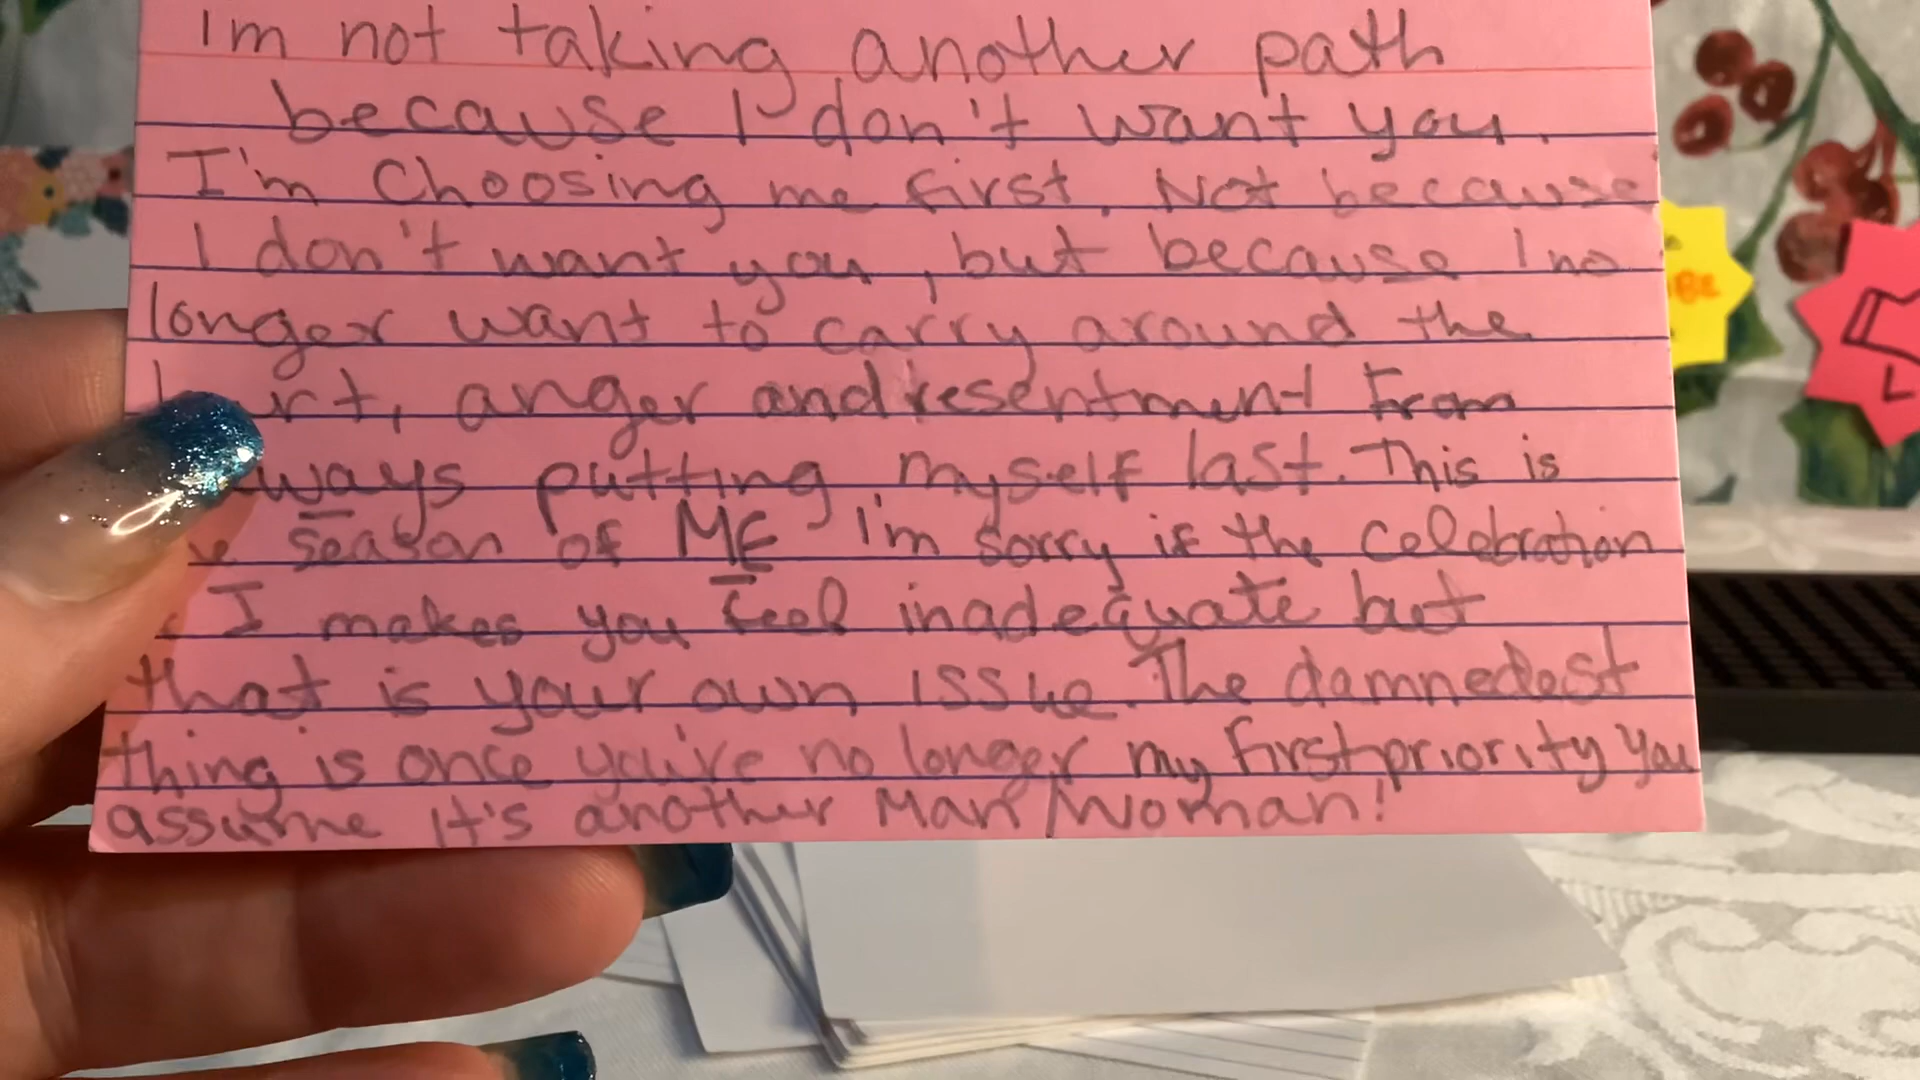 Im not taking another path
because I don't want you.
I'm Choosing me first. Not because
I don't want you, but because I no
longer want to carry around the
anger and resentment From
putting myself last. This is
season of ME I'm sorry if the celebration
I makes you feel inadequate but
that is your own issue. The damnedest
thing is once you're no longer my first priority you
assume it's another Man/Woman!